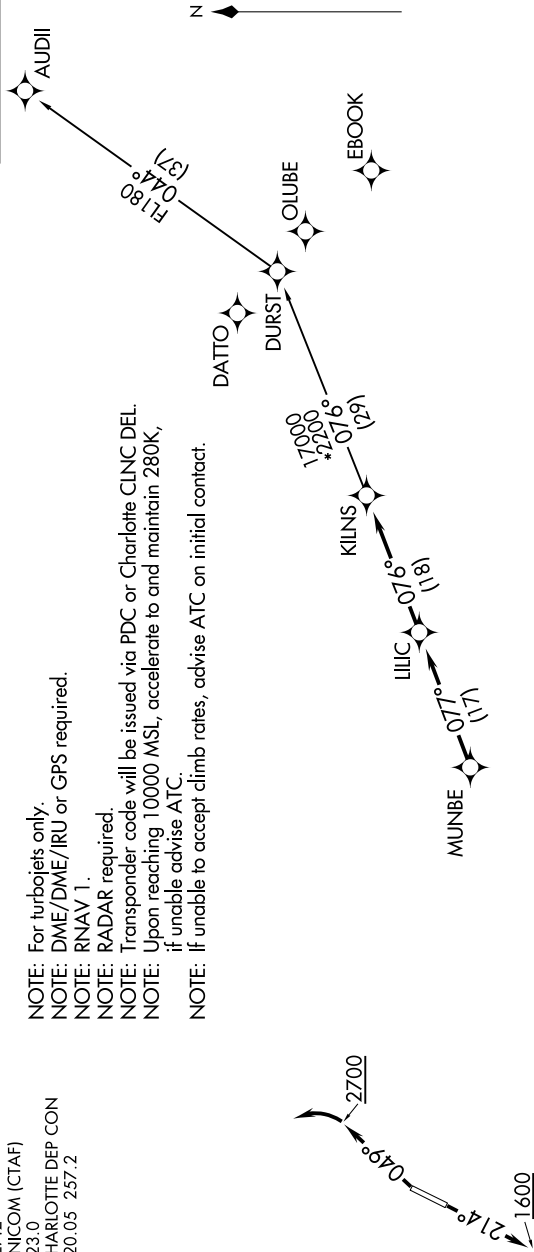 NICOM (CTAF)
23.0
HARLOTTE DEP CON
20.05 257.2
NOTE: For turbojets only.
NOTE: DME/DME/IRU or GPS required.
NOTE: RNAV 1.
NOTE: RADAR required.
NOTE: Transponder code will be issued via PDC or Charlotte CLNC DEL.
NOTE: Upon reaching 10000 MSL, accelerate to and maintain 280K,
if unable advise ATC.
NOTE: If unable to accept climb rates, advise ATC on initial contact.
N
AUDII
FL180
044°
(37)
EBOOK
OLUBE
DURST
DATTO
17000
*2200
076°
(29)
KILNS
076°
(18)
LILIC
077°
(17)
MUNBE
2700
049°
214°
1600